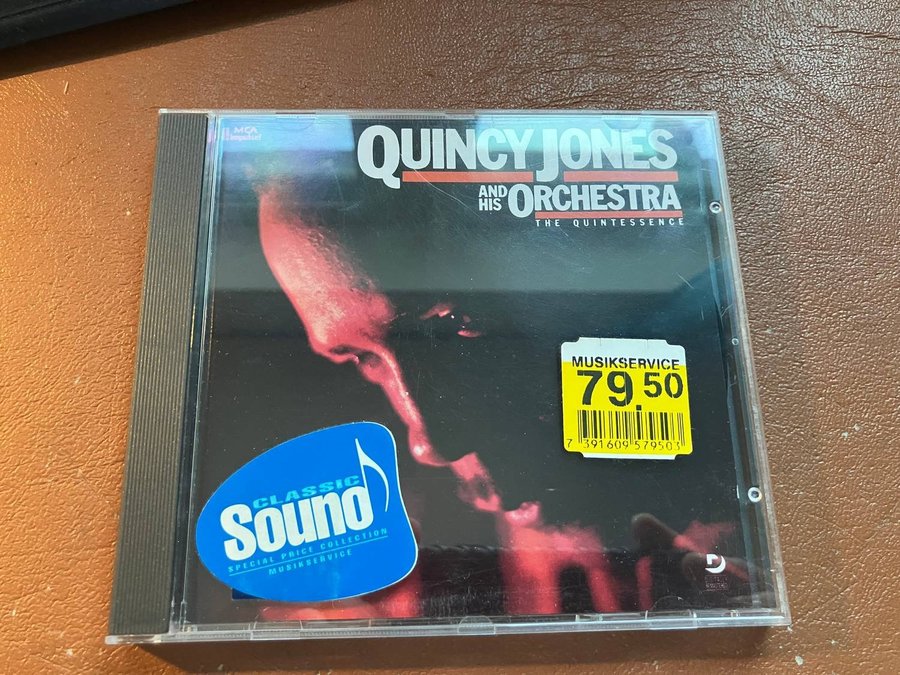 MCA
impulse!
QUINCY JONES
AND HIS ORCHESTRA
THE QUINTESSENCE
MUSIKSERVICE
79.50
7 391609 579503
CLASSIC
Sound
SPECIAL PRICE COLLECTION
MUSIKSERVICE
D